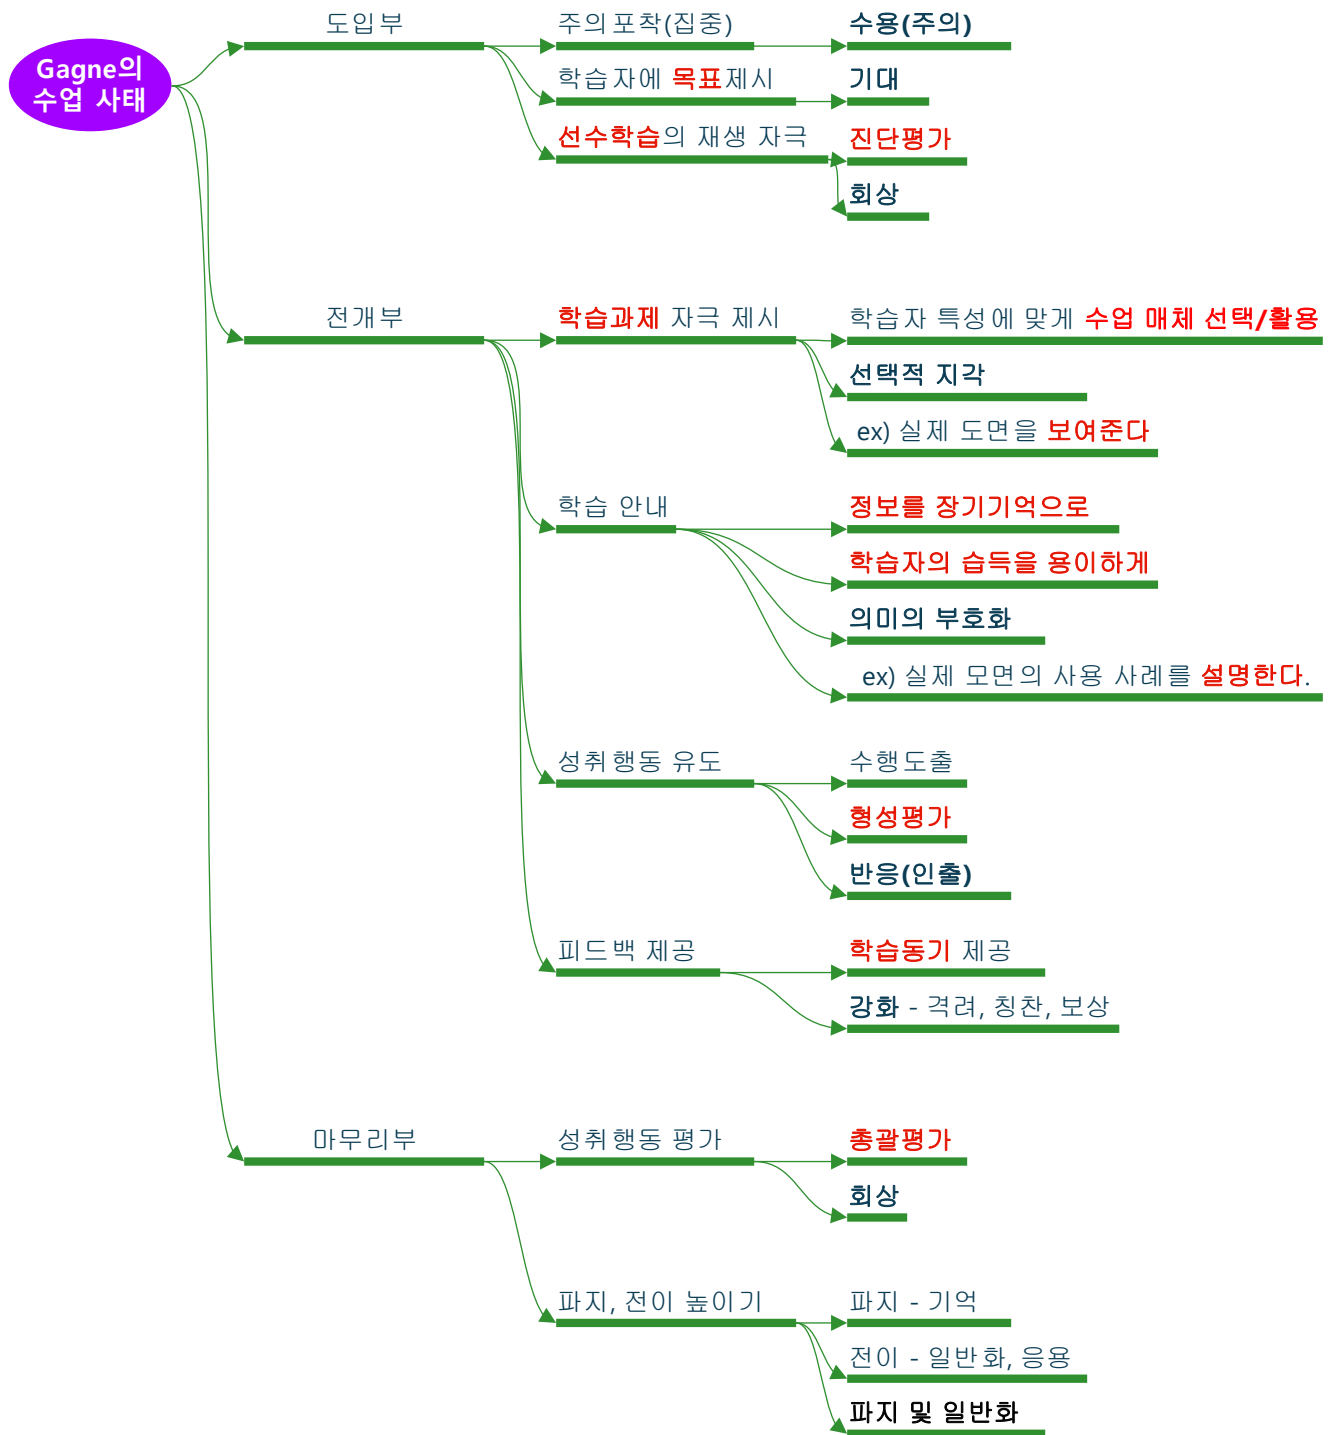 Gagne의
수업 사태
도입부
주의포착(집중)
수용(주의)
학습자에 목표제시
기대
선수학습의 재생 자극
진단평가
회상
전개부
학습과제 자극 제시
학습자 특성에 맞게 수업 매체 선택/활용
선택적 지각
ex) 실제 도면을 보여준다
학습 안내
정보를 장기기억으로
학습자의 습득을 용이하게
의미의 부호화
ex) 실제 모면의 사용 사례를 설명한다.
성취행동 유도
수행도출
형성평가
반응(인출)
피드백 제공
학습동기 제공
강화 - 격려, 칭찬, 보상
마무리부
성취행동 평가
총괄평가
회상
파지, 전이 높이기
파지 - 기억
전이 - 일반화, 응용
파지 및 일반화